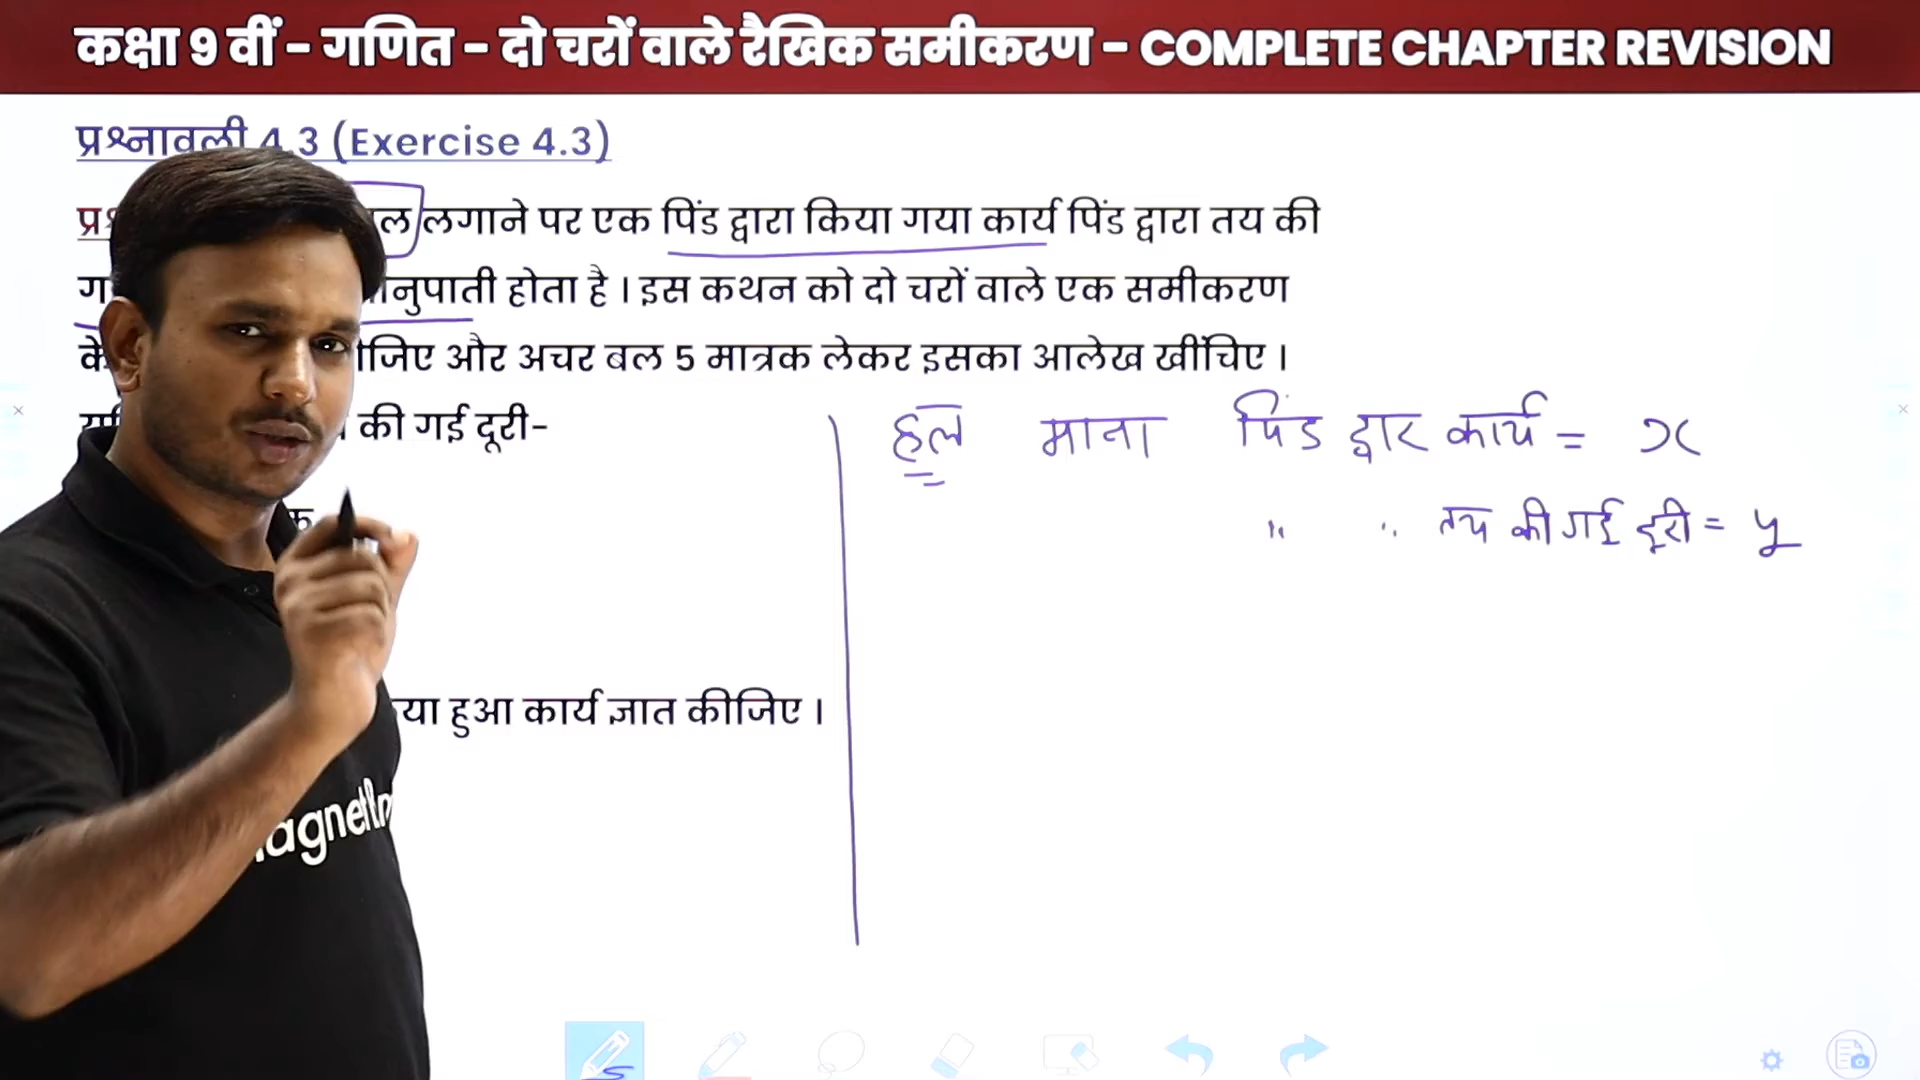 कक्षा 9 वीं - गणित - दो चरों वाले रैखिक समीकरण - COMPLETE CHAPTER REVISION
प्रश्नावली 4.3 (Exercise 4.3)
लगाने पर एक पिंड द्वारा किया गया कार्य पिंड द्वारा तय की
होता है । इस कथन को दो चरों वाले एक समीकरण
के और अचर बल 5 मात्रक लेकर इसका आलेख खींचिए ।
की गई दूरी-
हल माना पिंड द्वार कार्य = x
" " तय की गई दूरी = y
हुआ कार्य ज्ञात कीजिए ।